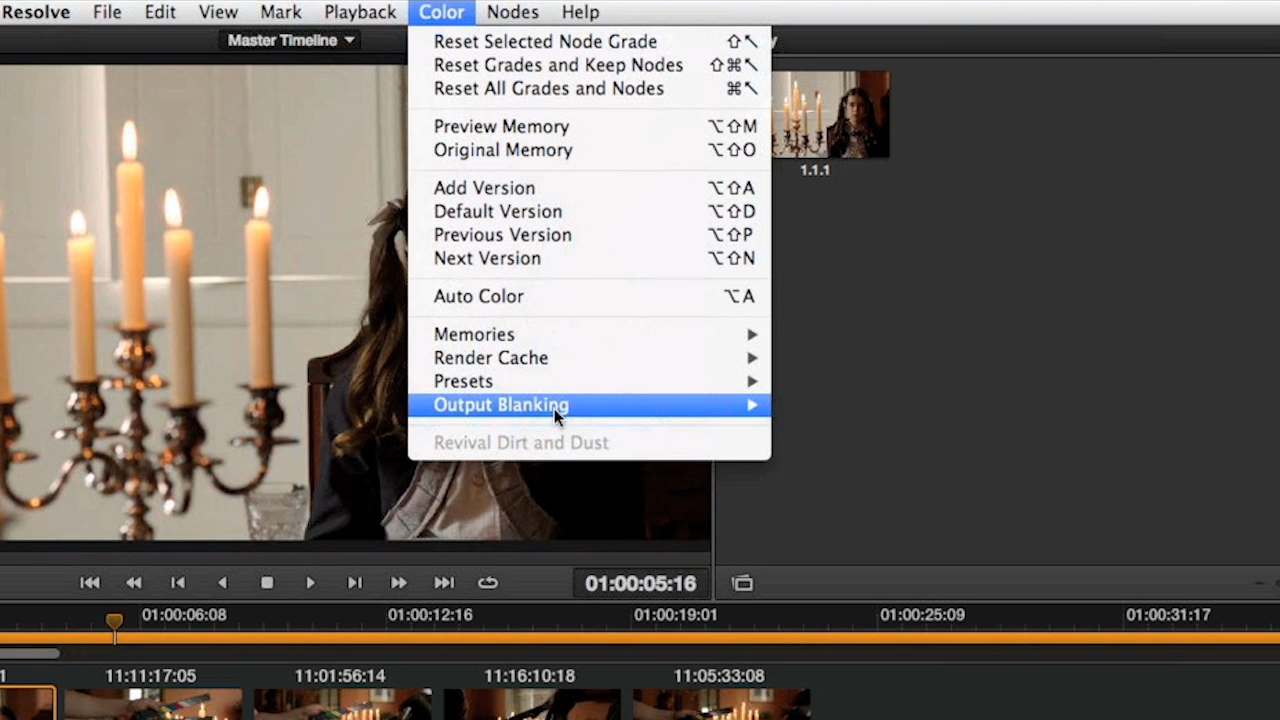 Resolve File Edit View Mark Playback Color Nodes Help
Master Timeline
Reset Selected Node Grade ⇧↖
Reset Grades and Keep Nodes ⇧⌘↖
Reset All Grades and Nodes ⌘↖
Preview Memory ⌥⇧M
Original Memory ⌥⇧O
Add Version ⌥⇧A
Default Version ⌥⇧D
Previous Version ⌥⇧P
Next Version ⌥⇧N
Auto Color ⌥A
Memories
Render Cache
Presets
Output Blanking
Revival Dirt and Dust
1.1.1
01:00:05:16
01:00:06:08 01:00:12:16 01:00:19:01 01:00:25:09 01:00:31:17
11:11:17:05 11:01:56:14 11:16:10:18 11:05:33:08